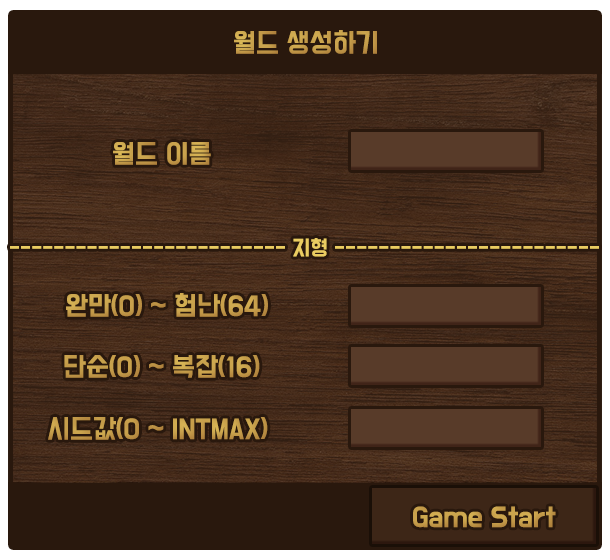 월드 생성하기
월드 이름
지형
완만(0) ~ 험난(64)
단순(0) ~ 복잡(16)
시드값(0 ~ INTMAX)
Game Start